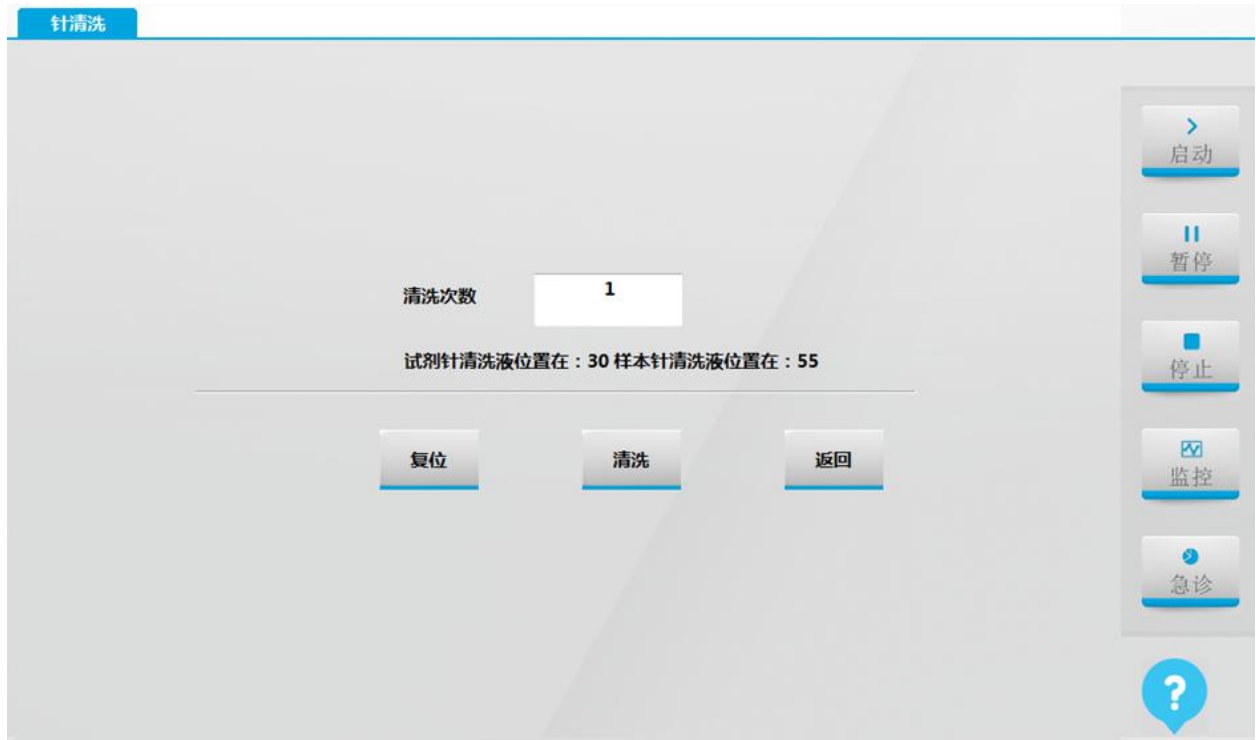 针清洗
启动
暂停
清洗次数 1
试剂针清洗液位置在：30 样本针清洗液位置在：55
停止
复位 清洗 返回
监控
急诊
?